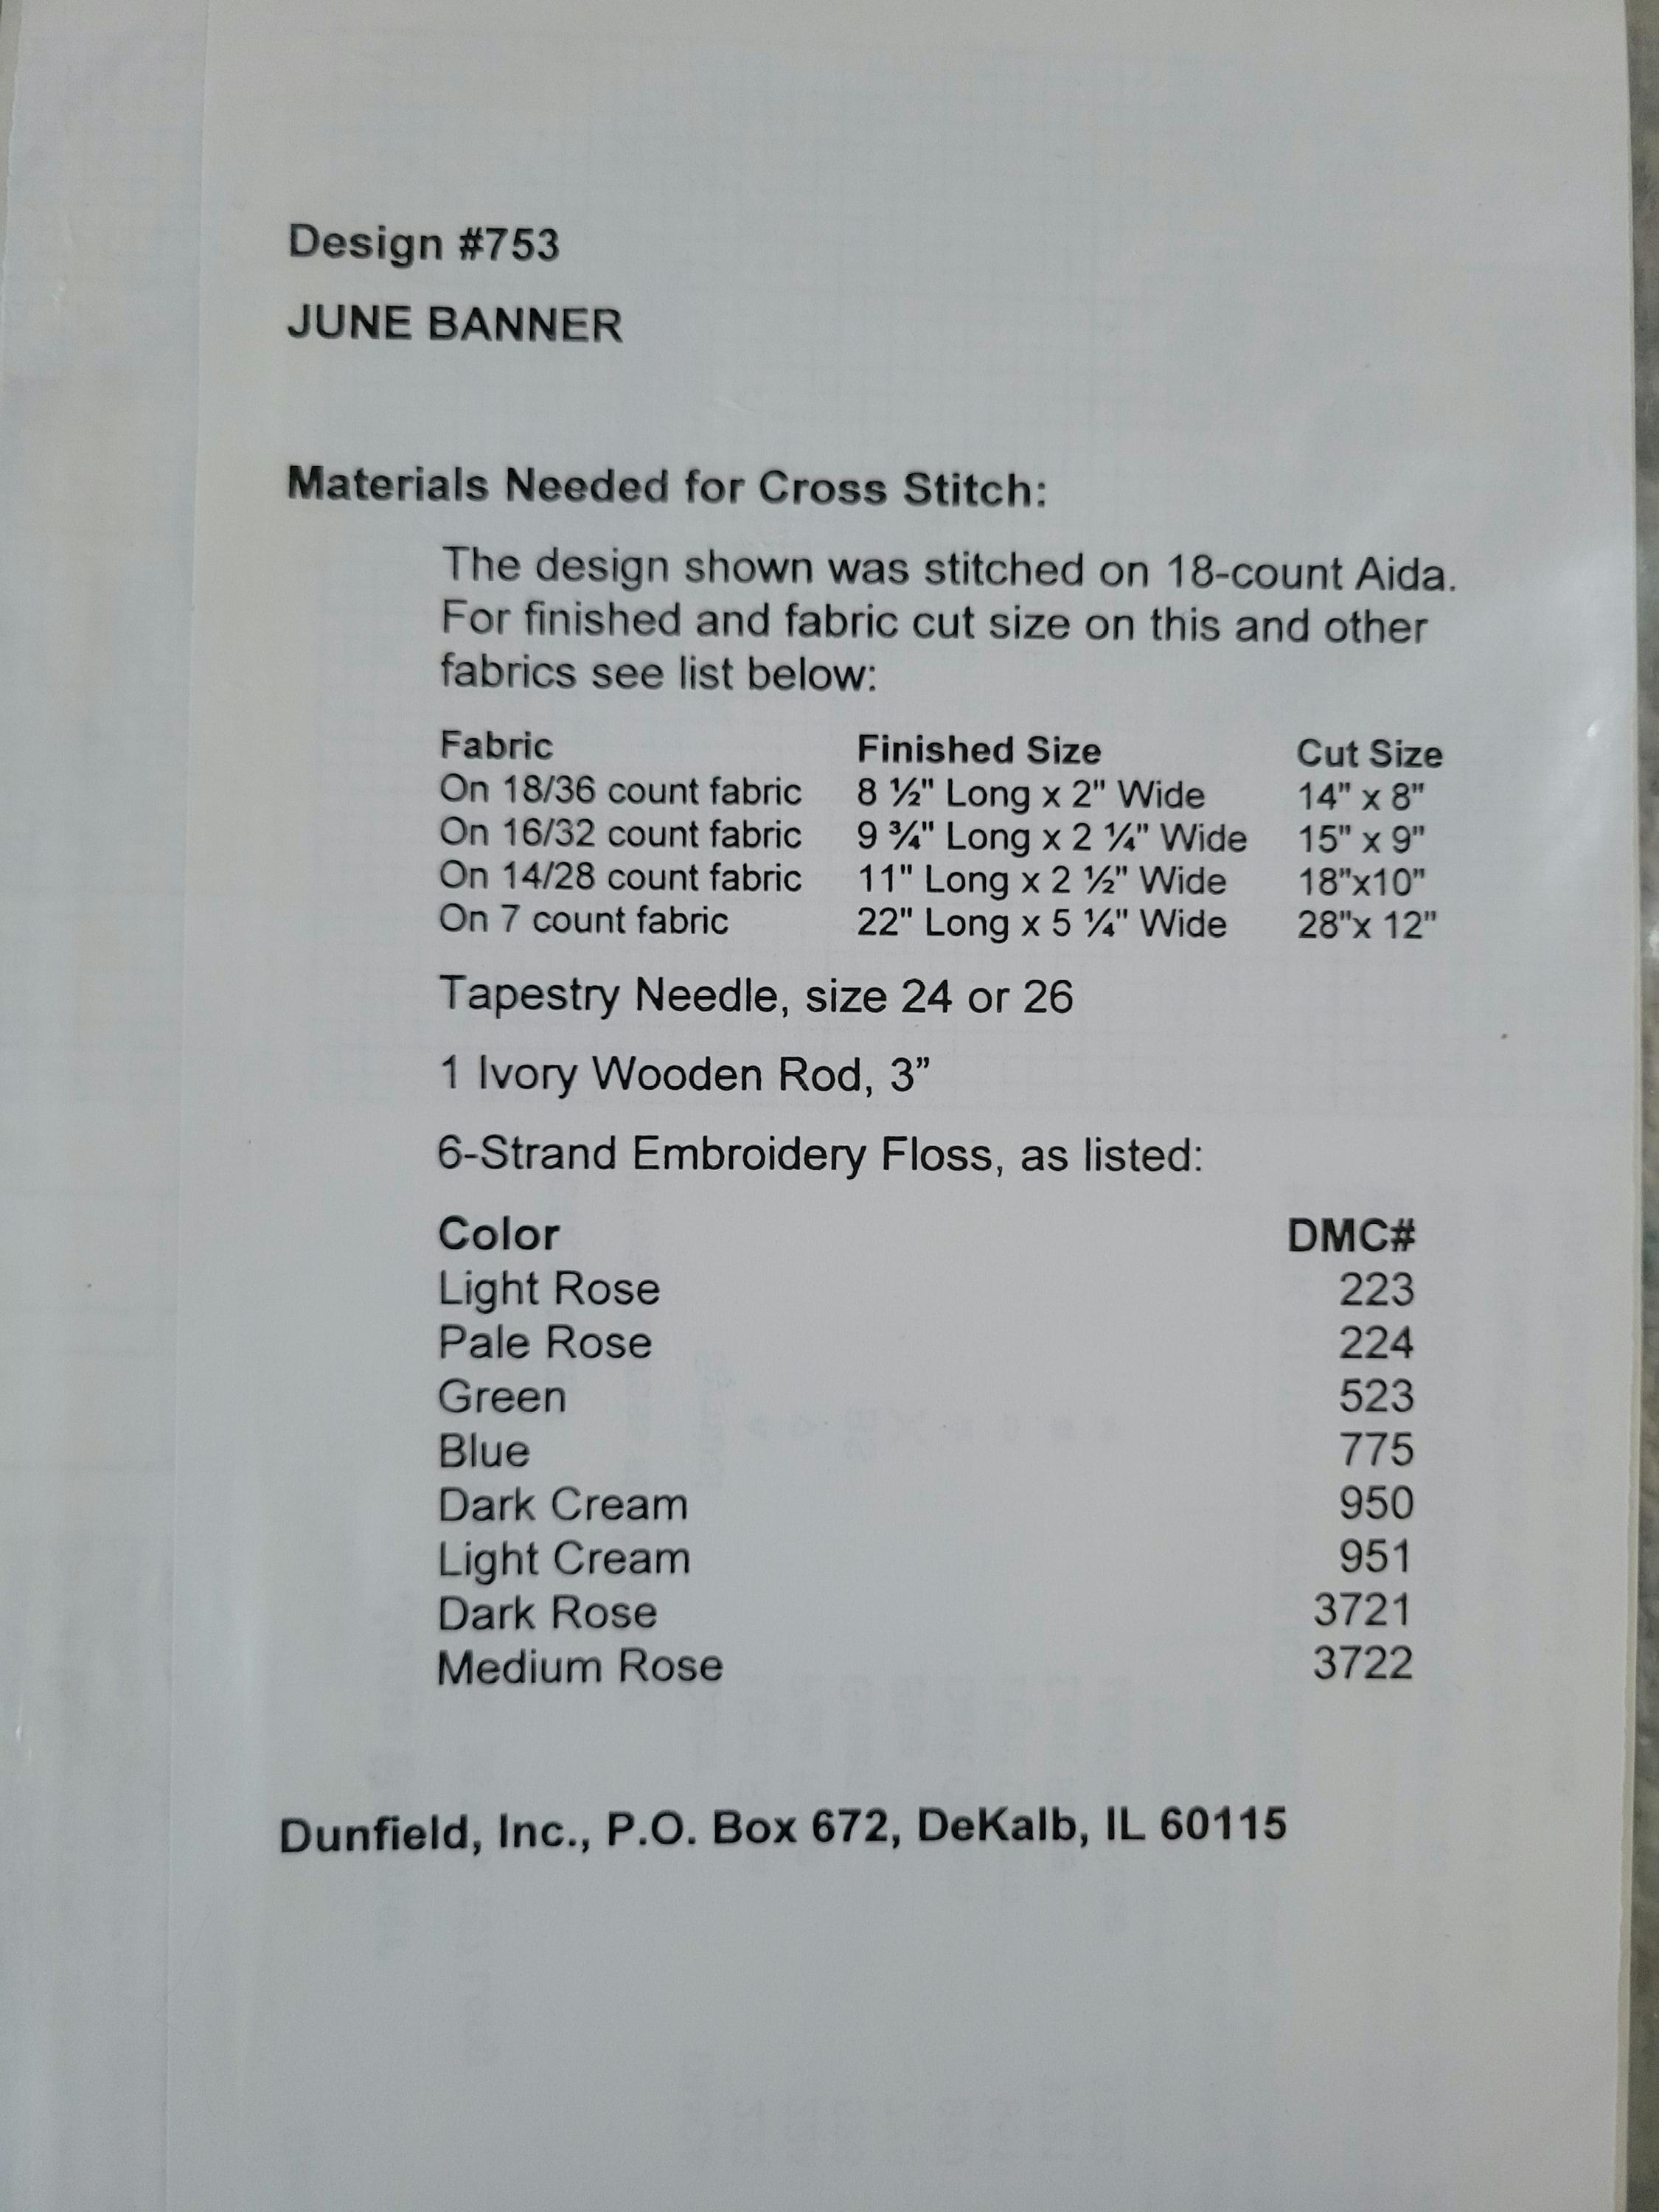 Design #753
JUNE BANNER
Materials Needed for Cross Stitch:
The design shown was stitched on 18-count Aida.
For finished and fabric cut size on this and other
fabrics see list below:
Fabric Finished Size Cut Size
On 18/36 count fabric 8 ½" Long x 2" Wide 14" x 8"
On 16/32 count fabric 9 ¾" Long x 2 ¼" Wide 15" x 9"
On 14/28 count fabric 11" Long x 2 ½" Wide 18"x10"
On 7 count fabric 22" Long x 5 ¼" Wide 28"x 12"
Tapestry Needle, size 24 or 26
1 Ivory Wooden Rod, 3”
6-Strand Embroidery Floss, as listed:
Color DMC#
Light Rose 223
Pale Rose 224
Green 523
Blue 775
Dark Cream 950
Light Cream 951
Dark Rose 3721
Medium Rose 3722
Dunfield, Inc., P.O. Box 672, DeKalb, IL 60115